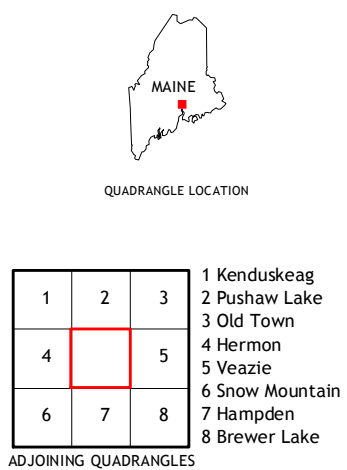 MAINE
QUADRANGLE LOCATION
1 2 3
4 5
6 7 8
1 Kenduskeag
2 Pushaw Lake
3 Old Town
4 Hermon
5 Veazie
6 Snow Mountain
7 Hampden
8 Brewer Lake
ADJOINING QUADRANGLES